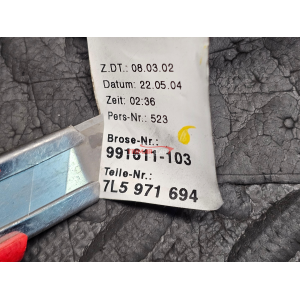 Z.DT.: 08.03.02
Datum: 22.05.04
Zeit: 02:36
Pers-Nr.: 523
Brose-Nr.:
991611-103
Teile-Nr.:
7L5 971 694